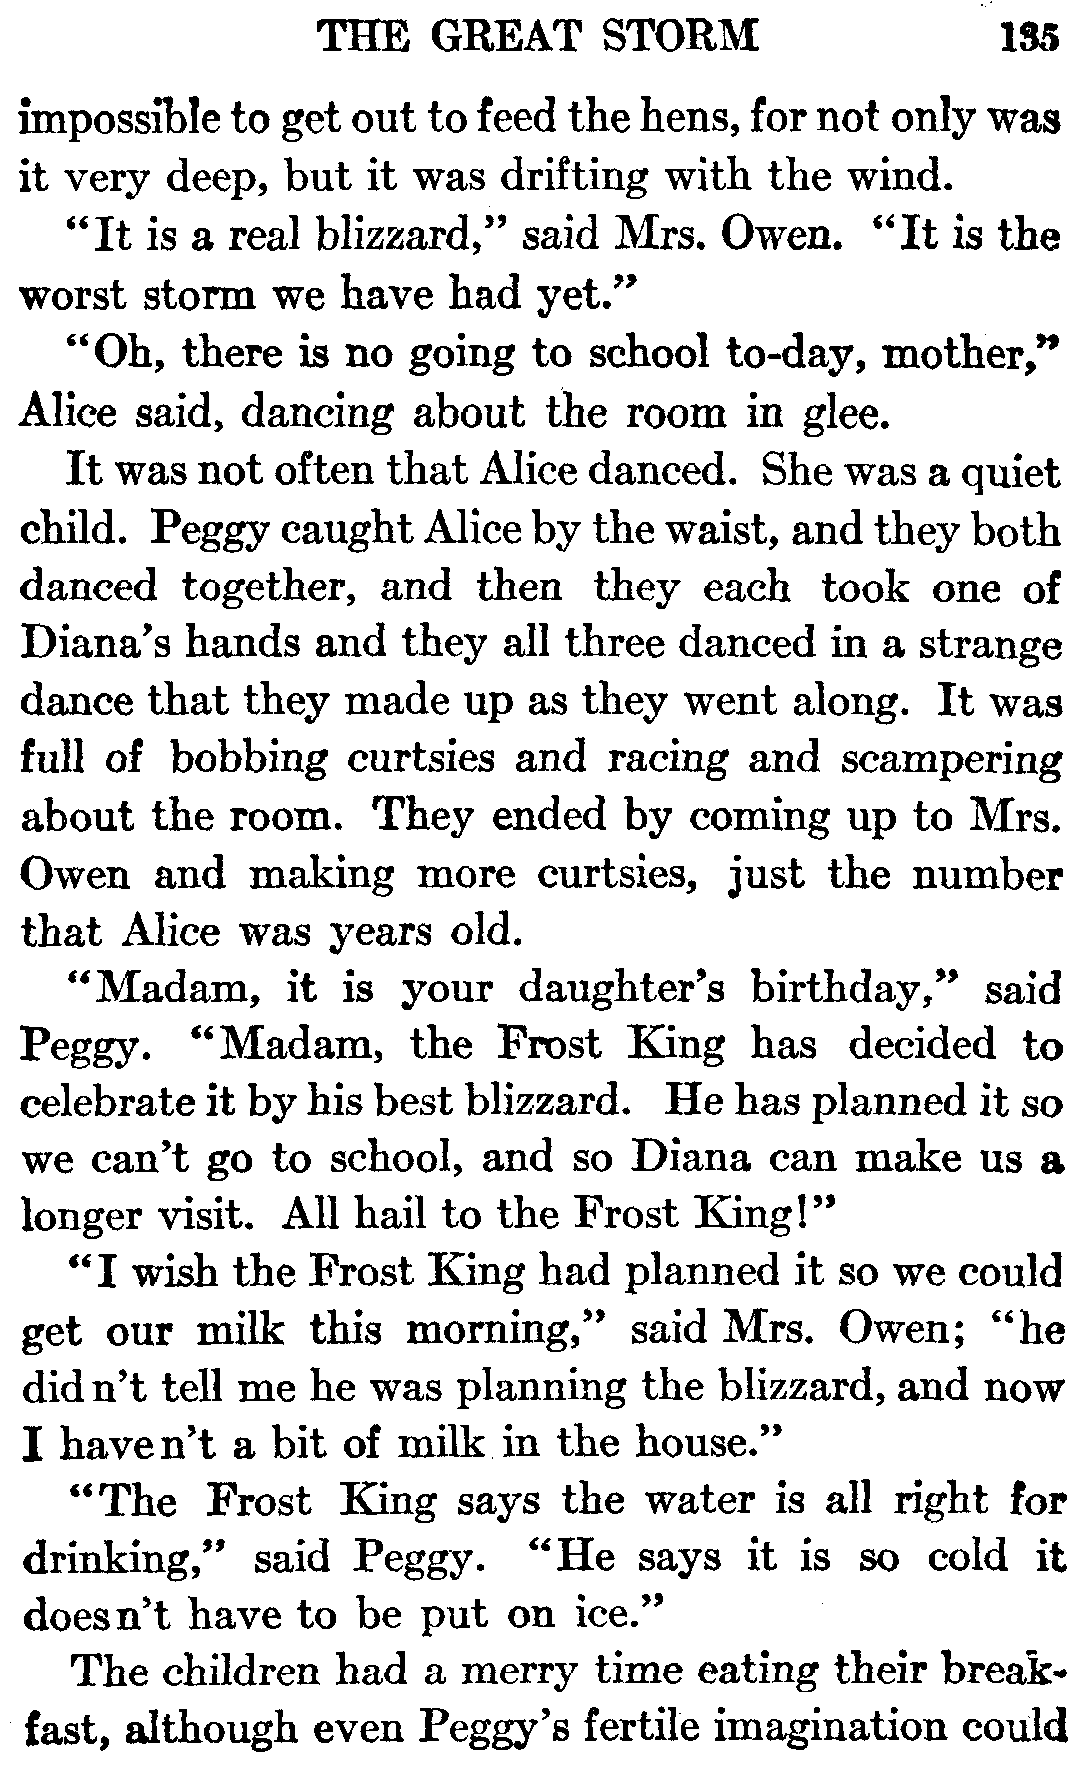 THE GREAT STORM 135
impossible to get out to feed the hens, for not only was
it very deep, but it was drifting with the wind.
“It is a real blizzard,” said Mrs. Owen. “It is the
worst storm we have had yet.”
“Oh, there is no going to school to-day, mother,”
Alice said, dancing about the room in glee.
It was not often that Alice danced. She was a quiet
child. Peggy caught Alice by the waist, and they both
danced together, and then they each took one of
Diana’s hands and they all three danced in a strange
dance that they made up as they went along. It was
full of bobbing curtsies and racing and scampering
about the room. They ended by coming up to Mrs.
Owen and making more curtsies, just the number
that Alice was years old.
“Madam, it is your daughter’s birthday,” said
Peggy. “Madam, the Frost King has decided to
celebrate it by his best blizzard. He has planned it so
we can’t go to school, and so Diana can make us a
longer visit. All hail to the Frost King!”
“I wish the Frost King had planned it so we could
get our milk this morning,” said Mrs. Owen; “he
did n’t tell me he was planning the blizzard, and now
I have n’t a bit of milk in the house.”
“The Frost King says the water is all right for
drinking,” said Peggy. “He says it is so cold it
does n’t have to be put on ice.”
The children had a merry time eating their break-
fast, although even Peggy’s fertile imagination could